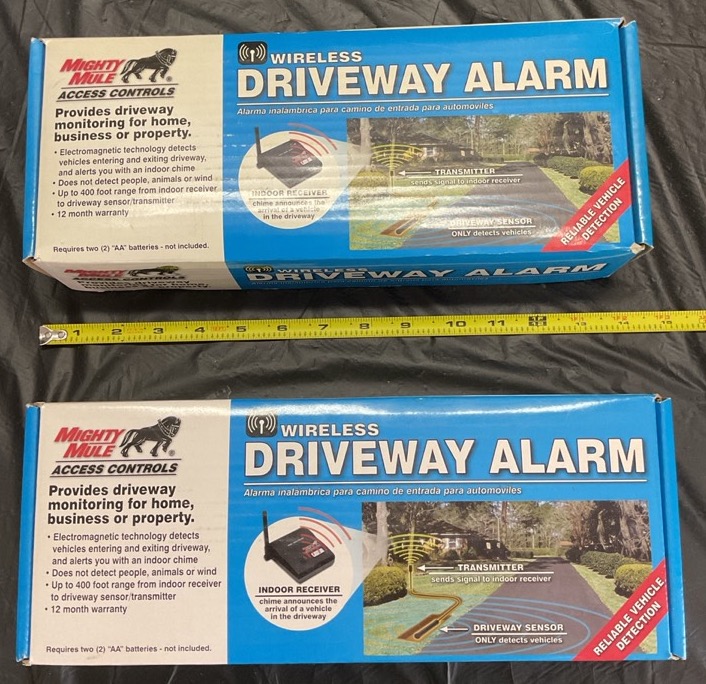 MIGHTY
MULE®
ACCESS CONTROLS
Provides driveway
monitoring for home,
business or property.
• Electromagnetic technology detects
vehicles entering and exiting driveway,
and alerts you with an indoor chime
• Does not detect people, animals or wind
• Up to 400 foot range from indoor receiver
to driveway sensor/transmitter
• 12 month warranty
Requires two (2) "AA" batteries - not included.
WIRELESS
DRIVEWAY ALARM
Alarma inalambrica para camino de entrada para automoviles
INDOOR RECEIVER
chime announces the
arrival of a vehicle
in the driveway
TRANSMITTER
sends signal to indoor receiver
DRIVEWAY SENSOR
ONLY detects vehicles
RELIABLE VEHICLE
DETECTION
MIGHTY MULE
WIRELESS
DRIVEWAY ALARM
1 2 3 4 5 6 7 8 9 10 11 12 13 14 15
MIGHTY
MULE®
ACCESS CONTROLS
Provides driveway
monitoring for home,
business or property.
• Electromagnetic technology detects
vehicles entering and exiting driveway,
and alerts you with an indoor chime
• Does not detect people, animals or wind
• Up to 400 foot range from indoor receiver
to driveway sensor/transmitter
• 12 month warranty
Requires two (2) "AA" batteries - not included.
WIRELESS
DRIVEWAY ALARM
Alarma inalambrica para camino de entrada para automoviles
INDOOR RECEIVER
chime announces the
arrival of a vehicle
in the driveway
TRANSMITTER
sends signal to indoor receiver
DRIVEWAY SENSOR
ONLY detects vehicles
RELIABLE VEHICLE
DETECTION